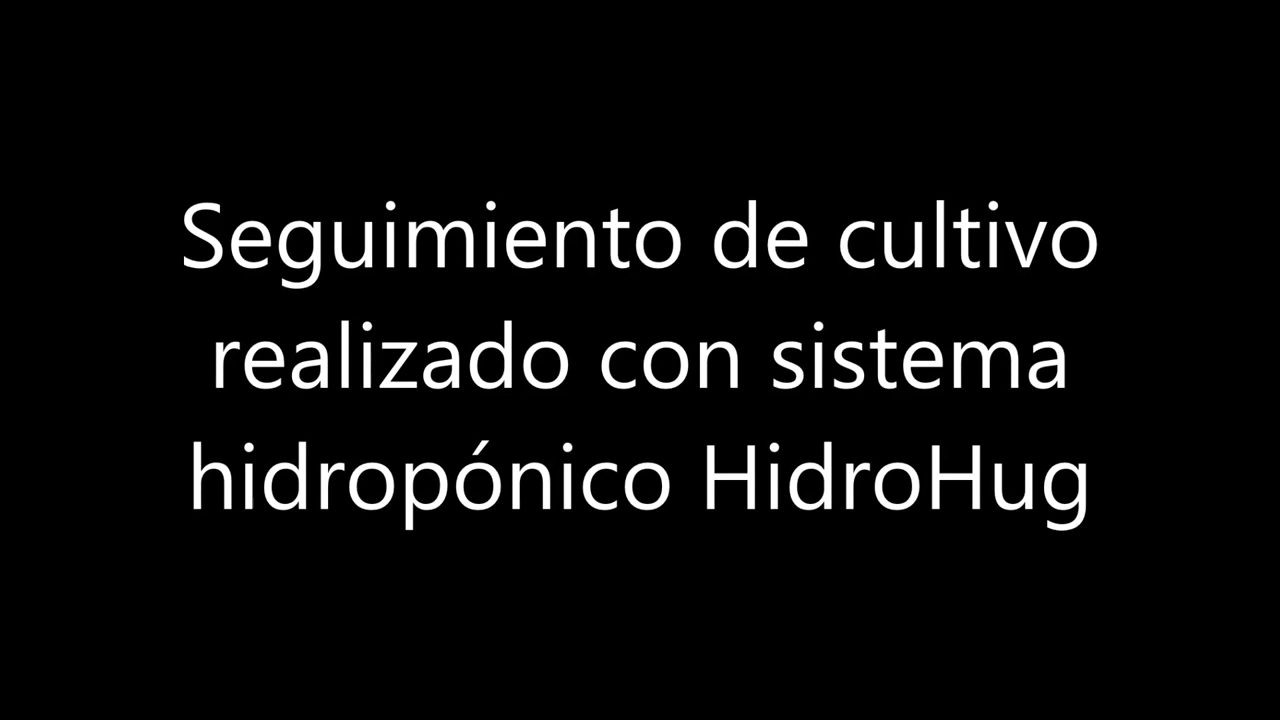 Seguimiento de cultivo
realizado con sistema
hidropónico HidroHug